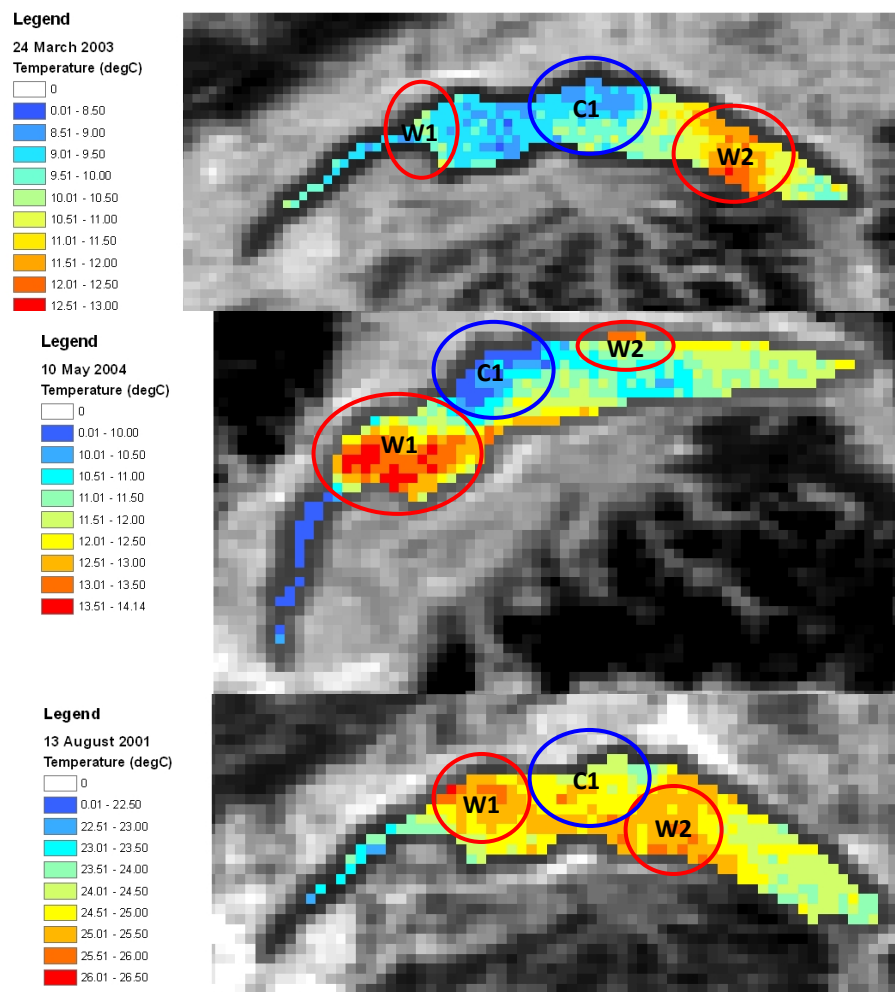 Legend
24 March 2003
Temperature (degC)
0
0.01 - 8.50
8.51 - 9.00
9.01 - 9.50
9.51 - 10.00
10.01 - 10.50
10.51 - 11.00
11.01 - 11.50
11.51 - 12.00
12.01 - 12.50
12.51 - 13.00
W1
C1
W2
Legend
10 May 2004
Temperature (degC)
0
0.01 - 10.00
10.01 - 10.50
10.51 - 11.00
11.01 - 11.50
11.51 - 12.00
12.01 - 12.50
12.51 - 13.00
13.01 - 13.50
13.51 - 14.14
W1
C1
W2
Legend
13 August 2001
Temperature (degC)
0
0.01 - 22.50
22.51 - 23.00
23.01 - 23.50
23.51 - 24.00
24.01 - 24.50
24.51 - 25.00
25.01 - 25.50
25.51 - 26.00
26.01 - 26.50
W1
C1
W2